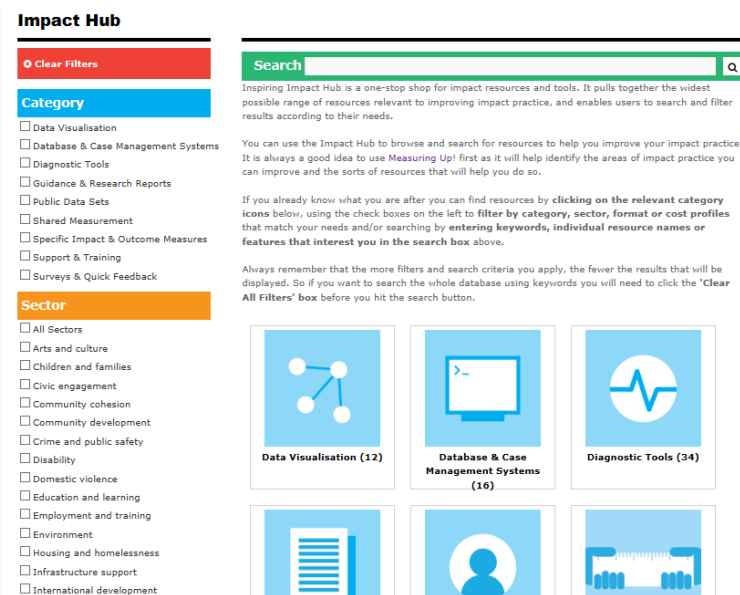 Impact Hub
Clear Filters
Category
Data Visualisation
Database & Case Management Systems
Diagnostic Tools
Guidance & Research Reports
Public Data Sets
Shared Measurement
Specific Impact & Outcome Measures
Support & Training
Surveys & Quick Feedback
Sector
All Sectors
Arts and culture
Children and families
Civic engagement
Community cohesion
Community development
Crime and public safety
Disability
Domestic violence
Education and learning
Employment and training
Environment
Housing and homelessness
Infrastructure support
International development
Search
Inspiring Impact Hub is a one-stop shop for impact resources and tools. It pulls together the widest
possible range of resources relevant to improving impact practice, and enables users to search and filter
results according to their needs.
You can use the Impact Hub to browse and search for resources to help you improve your impact practice
It is always a good idea to use Measuring Up! first as it will help identify the areas of impact practice you
can improve and the sorts of resources that will help you do so.
If you already know what you are after you can find resources by clicking on the relevant category
icons below, using the check boxes on the left to filter by category, sector, format or cost profiles
that match your needs and/or searching by entering keywords, individual resource names or
features that interest you in the search box above.
Always remember that the more filters and search criteria you apply, the fewer the results that will be
displayed. So if you want to search the whole database using keywords you will need to click the 'Clear
All Filters' box before you hit the search button.
Data Visualisation (12)
Database & Case
Management Systems
(16)
Diagnostic Tools (34)